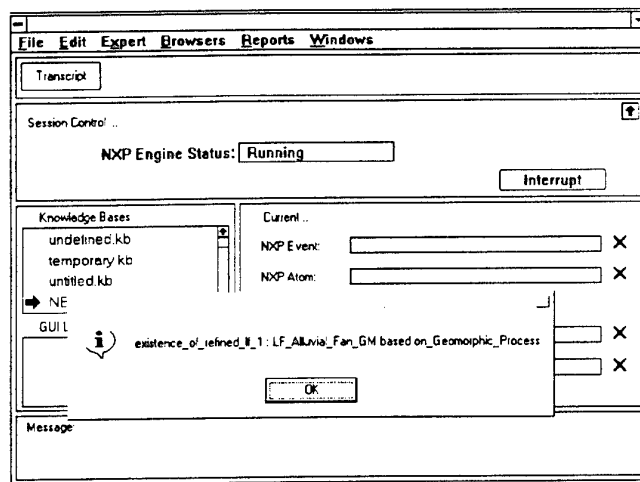 File Edit Expert Browsers Reports Windows
Transcript
Session Control ..
NXP Engine Status: Running
Interrupt
Knowledge Bases
undefined.kb
temporary.kb
untitled.kb
NE
GUI L
Current ..
NXP Event:
NXP Atom:
existence_of_refined_lf_1 : LF_Alluvial_Fan_GM based on_Geomorphic_Process
OK
Message: